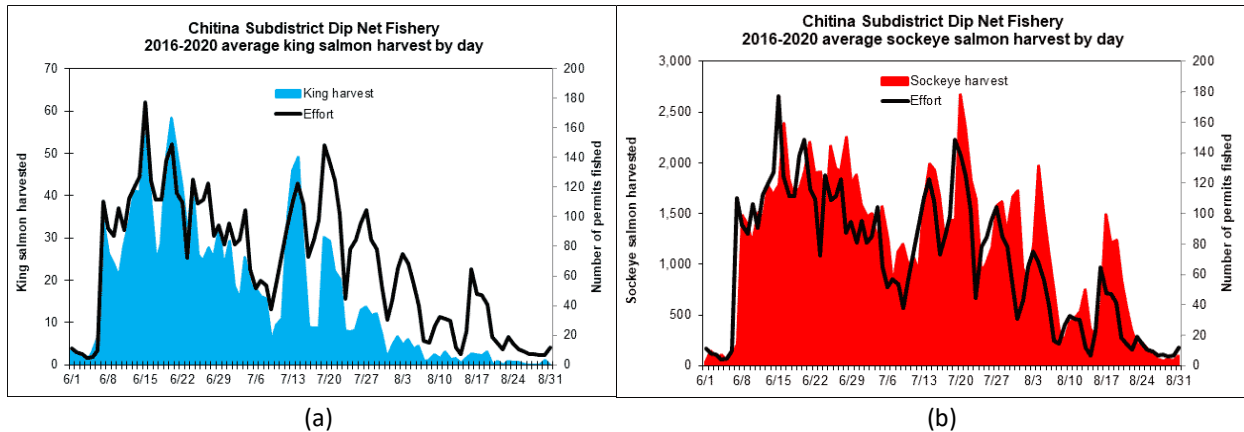 Chitina Subdistrict Dip Net Fishery
2016-2020 average king salmon harvest by day
70
60
50
40
30
20
10
0
King salmon harvested
King harvest
Effort
200
180
160
140
120
100
80
60
40
20
0
Number of permits fished
6/1 6/8 6/15 6/22 6/29 7/6 7/13 7/20 7/27 8/3 8/10 8/17 8/24 8/31
(a)
Chitina Subdistrict Dip Net Fishery
2016-2020 average sockeye salmon harvest by day
3,000
2,500
2,000
1,500
1,000
500
0
Sockeye salmon harvested
Sockeye harvest
Effort
200
180
160
140
120
100
80
60
40
20
0
Number of permits fished
6/1 6/8 6/15 6/22 6/29 7/6 7/13 7/20 7/27 8/3 8/10 8/17 8/24 8/31
(b)